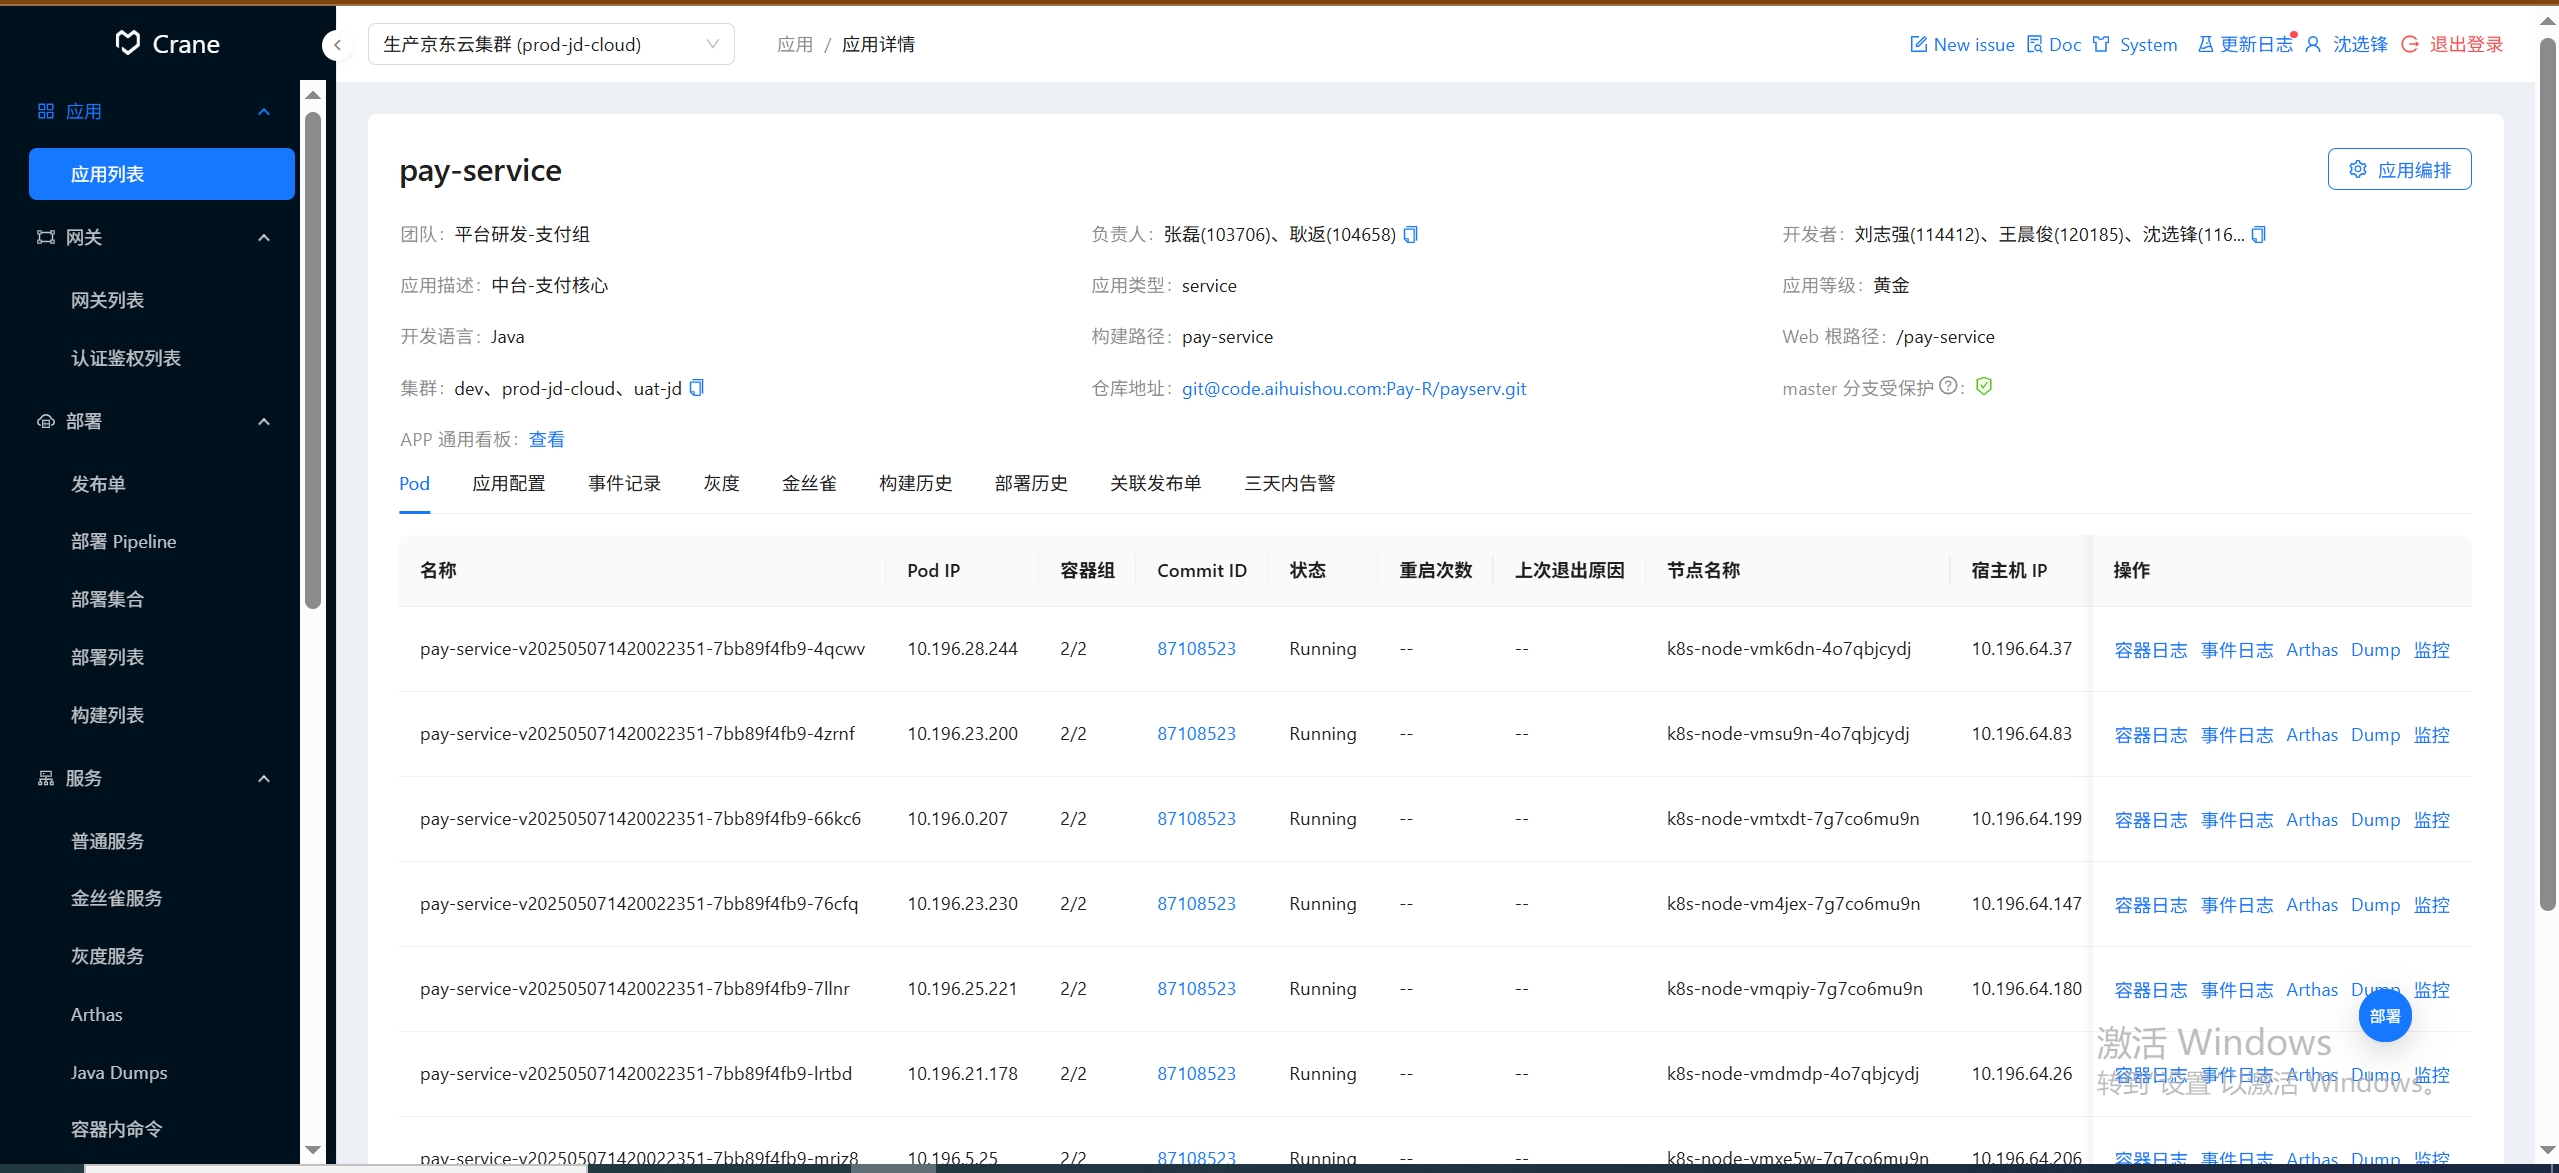 Crane
生产京东云集群 (prod-jd-cloud)
应用 / 应用详情
New issue Doc System 更新日志 沈选锋 退出登录
应用
应用列表
网关
网关列表
认证鉴权列表
部署
发布单
部署 Pipeline
部署集合
部署列表
构建列表
服务
普通服务
金丝雀服务
灰度服务
Arthas
Java Dumps
容器内命令
pay-service
应用编排
团队: 平台研发-支付组
负责人: 张磊(103706)、耿返(104658)
开发者: 刘志强(114412)、王晨俊(120185)、沈选锋(116...
应用描述: 中台-支付核心
应用类型: service
应用等级: 黄金
开发语言: Java
构建路径: pay-service
Web 根路径: /pay-service
集群: dev、prod-jd-cloud、uat-jd
仓库地址: git@code.aihuishou.com:Pay-R/payserv.git
master 分支受保护 :
APP 通用看板: 查看
Pod 应用配置 事件记录 灰度 金丝雀 构建历史 部署历史 关联发布单 三天内告警
名称 Pod IP 容器组 Commit ID 状态 重启次数 上次退出原因 节点名称 宿主机 IP 操作
pay-service-v202505071420022351-7bb89f4fb9-4qcwv 10.196.28.244 2/2 87108523 Running -- -- k8s-node-vmk6dn-4o7qbjcydj 10.196.64.37 容器日志 事件日志 Arthas Dump 监控
pay-service-v202505071420022351-7bb89f4fb9-4zrnf 10.196.23.200 2/2 87108523 Running -- -- k8s-node-vmsu9n-4o7qbjcydj 10.196.64.83 容器日志 事件日志 Arthas Dump 监控
pay-service-v202505071420022351-7bb89f4fb9-66kc6 10.196.0.207 2/2 87108523 Running -- -- k8s-node-vmtxdt-7g7co6mu9n 10.196.64.199 容器日志 事件日志 Arthas Dump 监控
pay-service-v202505071420022351-7bb89f4fb9-76cfq 10.196.23.230 2/2 87108523 Running -- -- k8s-node-vm4jex-7g7co6mu9n 10.196.64.147 容器日志 事件日志 Arthas Dump 监控
pay-service-v202505071420022351-7bb89f4fb9-7llnr 10.196.25.221 2/2 87108523 Running -- -- k8s-node-vmqpiy-7g7co6mu9n 10.196.64.180 容器日志 事件日志 Arthas Dump 监控
部署
激活 Windows
pay-service-v202505071420022351-7bb89f4fb9-lrtbd 10.196.21.178 2/2 87108523 Running -- -- k8s-node-vmdmdp-4o7qbjcydj 10.196.64.26 容器日志 事件日志 Arthas Dump 监控
转到"设置"以激活 Windows。
pay-service-v202505071420022351-7bb89f4fb9-mrjz8 10.196.5.25 2/2 87108523 Running -- -- k8s-node-vmxe5w-7g7co6mu9n 10.196.64.206 容器日志 事件日志 Arthas Dump 监控